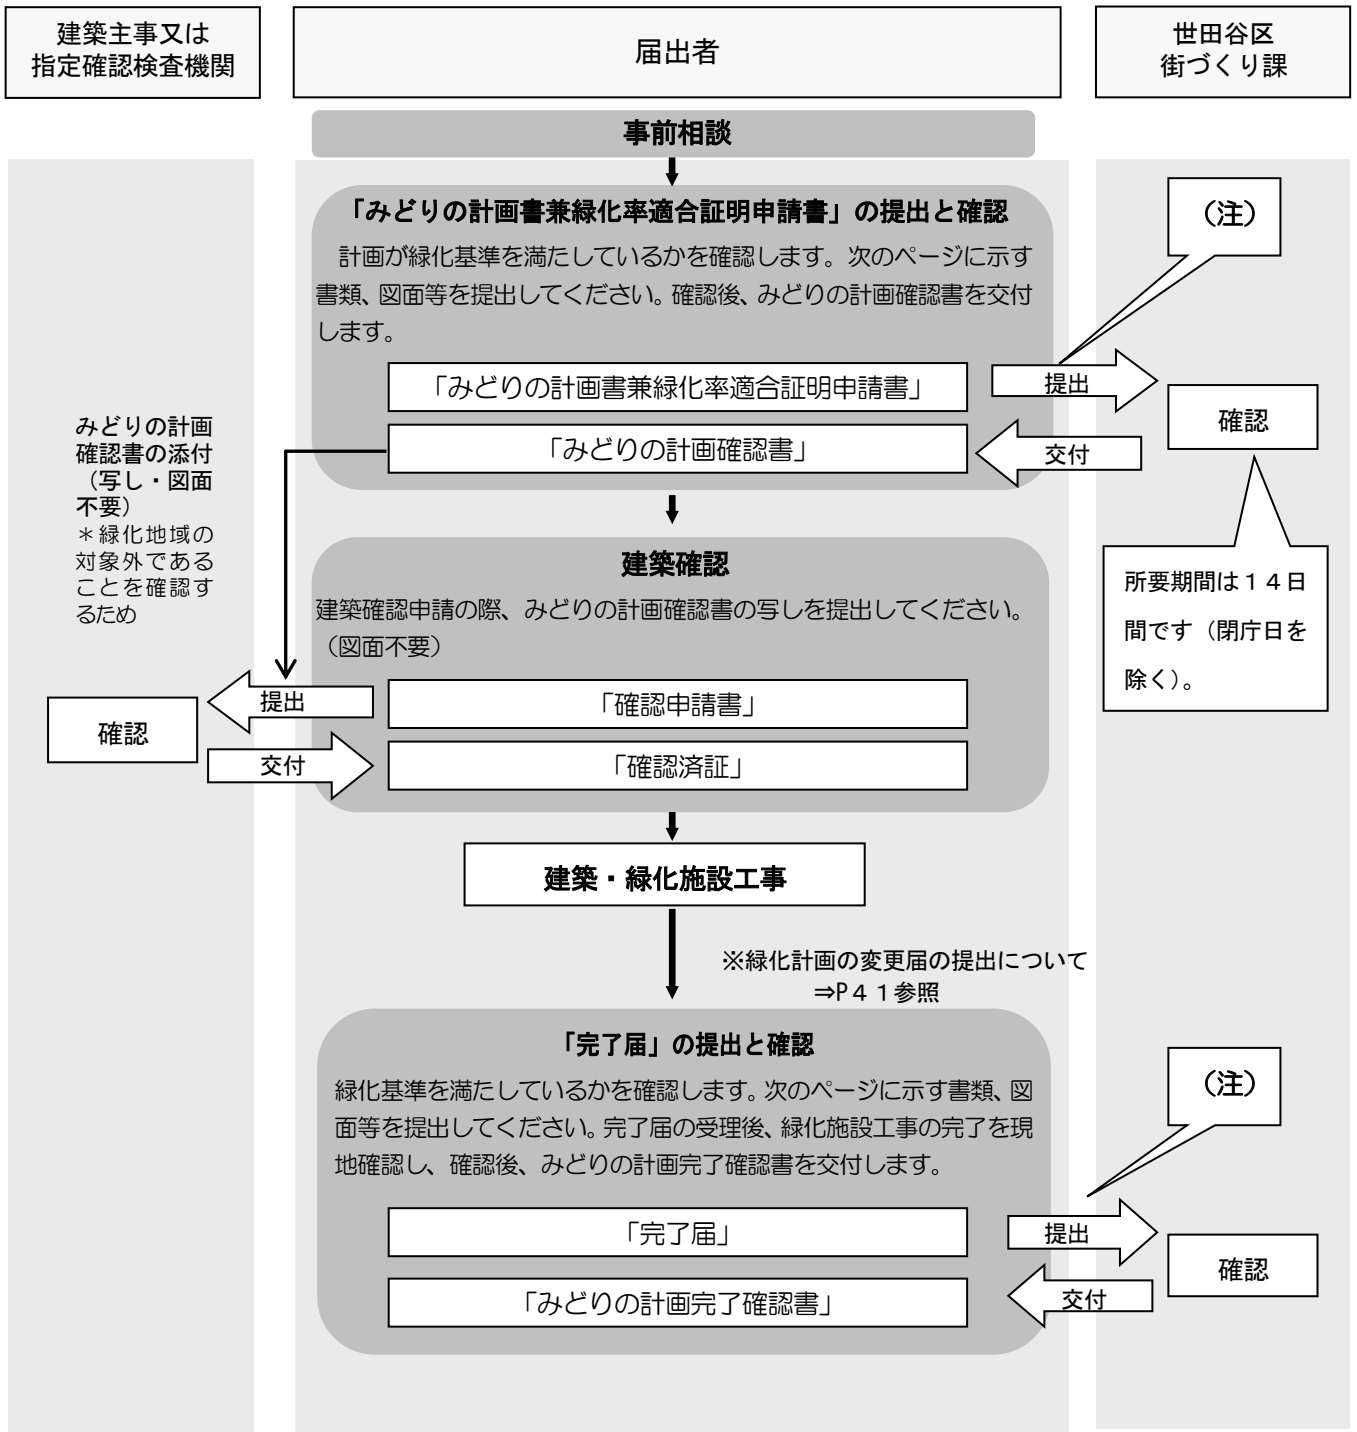 建築主事又は
指定確認検査機関
届出者
世田谷区
街づくり課
事前相談
「みどりの計画書兼緑化率適合証明申請書」の提出と確認
計画が緑化基準を満たしているかを確認します。次のページに示す
書類、図面等を提出してください。確認後、みどりの計画確認書を交付
します。
(注)
「みどりの計画書兼緑化率適合証明申請書」
提出
確認
「みどりの計画確認書」
交付
みどりの計画
確認書の添付
(写し・図面
不要)
*緑化地域の
対象外である
ことを確認す
るため
所要期間は14日
間です(閉庁日を
除く)。
建築確認
建築確認申請の際、みどりの計画確認書の写しを提出してください。
(図面不要)
提出
「確認申請書」
確認
交付
「確認済証」
建築・緑化施設工事
※緑化計画の変更届の提出について
⇒P41参照
「完了届」の提出と確認
緑化基準を満たしているかを確認します。次のページに示す書類、図
面等を提出してください。完了届の受理後、緑化施設工事の完了を現
地確認し、確認後、みどりの計画完了確認書を交付します。
(注)
「完了届」
提出
確認
「みどりの計画完了確認書」
交付